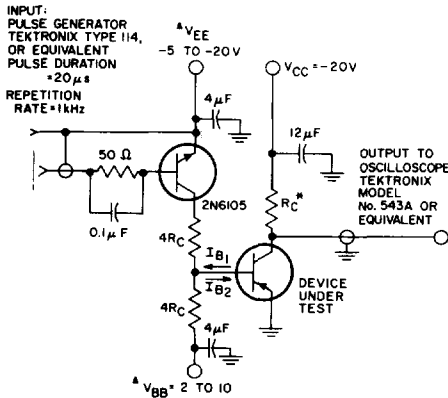 INPUT:
PULSE GENERATOR
TEKTRONIX TYPE 114,
OR EQUIVALENT
PULSE DURATION
=20μs
REPETITION
RATE=1kHz
▲VEE
-5 TO -20V
VCC=-20V
4μF
12μF
50 Ω
2N6105
0.1μF
RC*
OUTPUT TO
OSCILLOSCOPE
TEKTRONIX
MODEL
No. 543A OR
EQUIVALENT
4RC
IB1
IB2
DEVICE
UNDER
TEST
4RC
4μF
▲VBB=2 TO 10